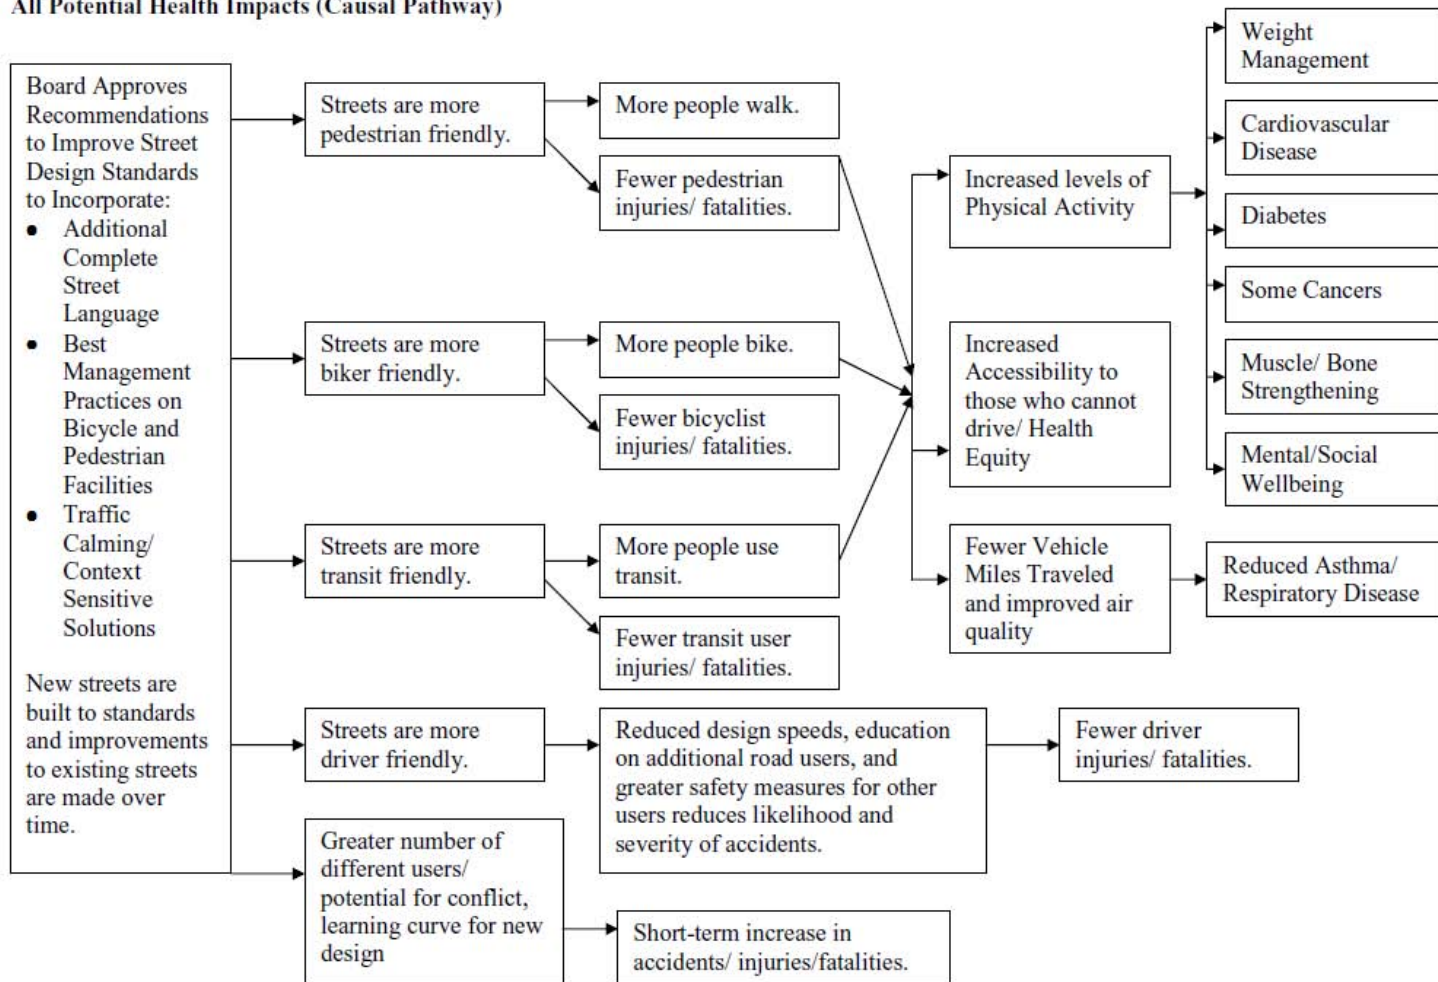 All Potential Health Impacts (Causal Pathway)
Board Approves
Recommendations
to Improve Street
Design Standards
to Incorporate:
● Additional
Complete
Street
Language
● Best
Management
Practices on
Bicycle and
Pedestrian
Facilities
● Traffic
Calming/
Context
Sensitive
Solutions
New streets are
built to standards
and improvements
to existing streets
are made over
time.
Streets are more
pedestrian friendly.
More people walk.
Fewer pedestrian
injuries/ fatalities.
Streets are more
biker friendly.
More people bike.
Fewer bicyclist
injuries/ fatalities.
Streets are more
transit friendly.
More people use
transit.
Fewer transit user
injuries/ fatalities.
Streets are more
driver friendly.
Reduced design speeds, education
on additional road users, and
greater safety measures for other
users reduces likelihood and
severity of accidents.
Fewer driver
injuries/ fatalities.
Greater number of
different users/
potential for conflict,
learning curve for new
design
Short-term increase in
accidents/ injuries/fatalities.
Increased levels of
Physical Activity
Increased
Accessibility to
those who cannot
drive/ Health
Equity
Fewer Vehicle
Miles Traveled
and improved air
quality
Weight
Management
Cardiovascular
Disease
Diabetes
Some Cancers
Muscle/ Bone
Strengthening
Mental/Social
Wellbeing
Reduced Asthma/
Respiratory Disease